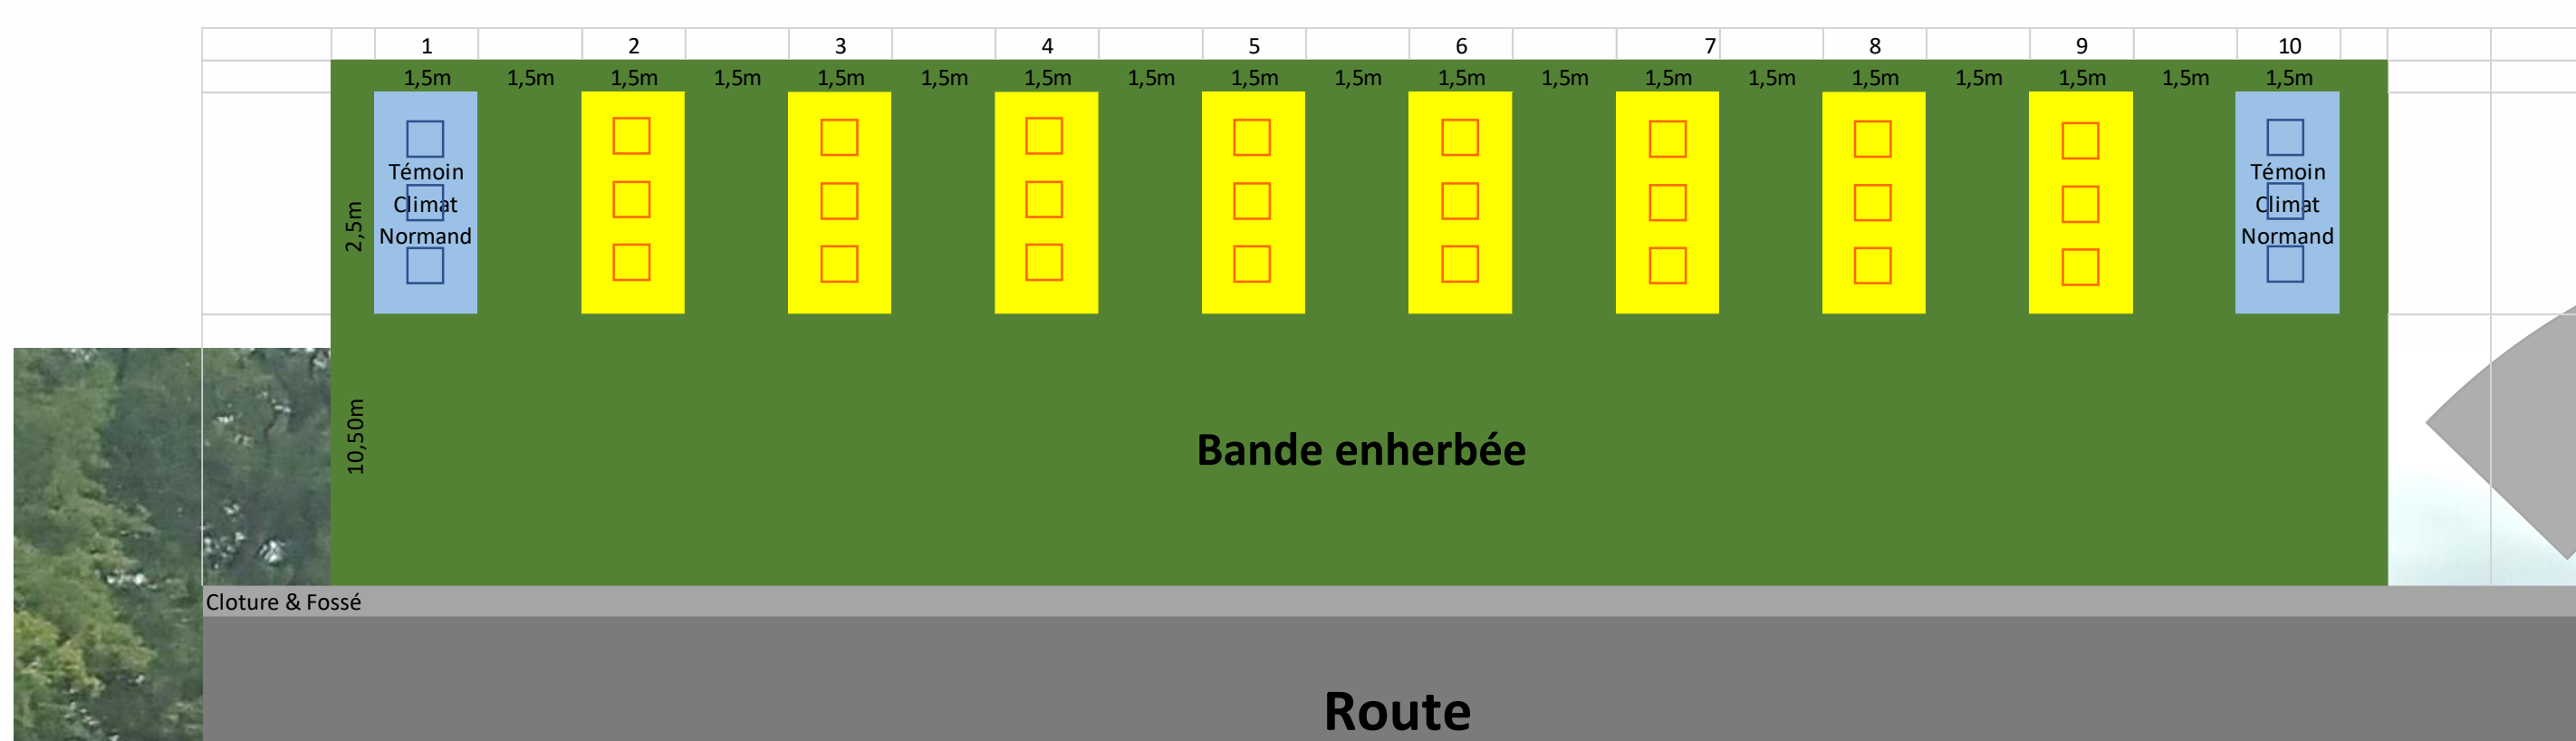 1 2 3 4 5 6 7 8 9 10
1,5m 1,5m 1,5m 1,5m 1,5m 1,5m 1,5m 1,5m 1,5m 1,5m 1,5m 1,5m 1,5m 1,5m 1,5m 1,5m 1,5m 1,5m 1,5m
2,5m
Témoin
Climat
Normand
Témoin
Climat
Normand
10,50m
Bande enherbée
Cloture & Fossé
Route